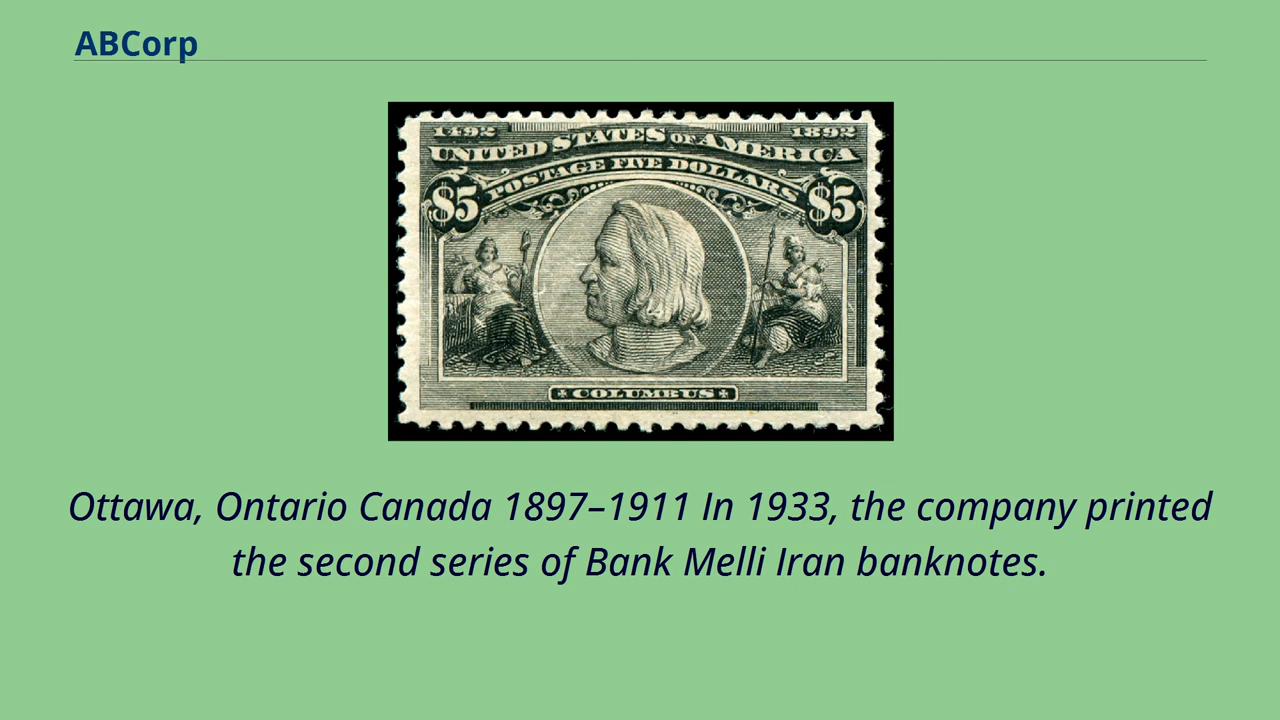 ABCorp
1492 1892
UNITED STATES OF AMERICA
POSTAGE FIVE DOLLARS
$5 $5
COLUMBUS
Ottawa, Ontario Canada 1897–1911 In 1933, the company printed
the second series of Bank Melli Iran banknotes.